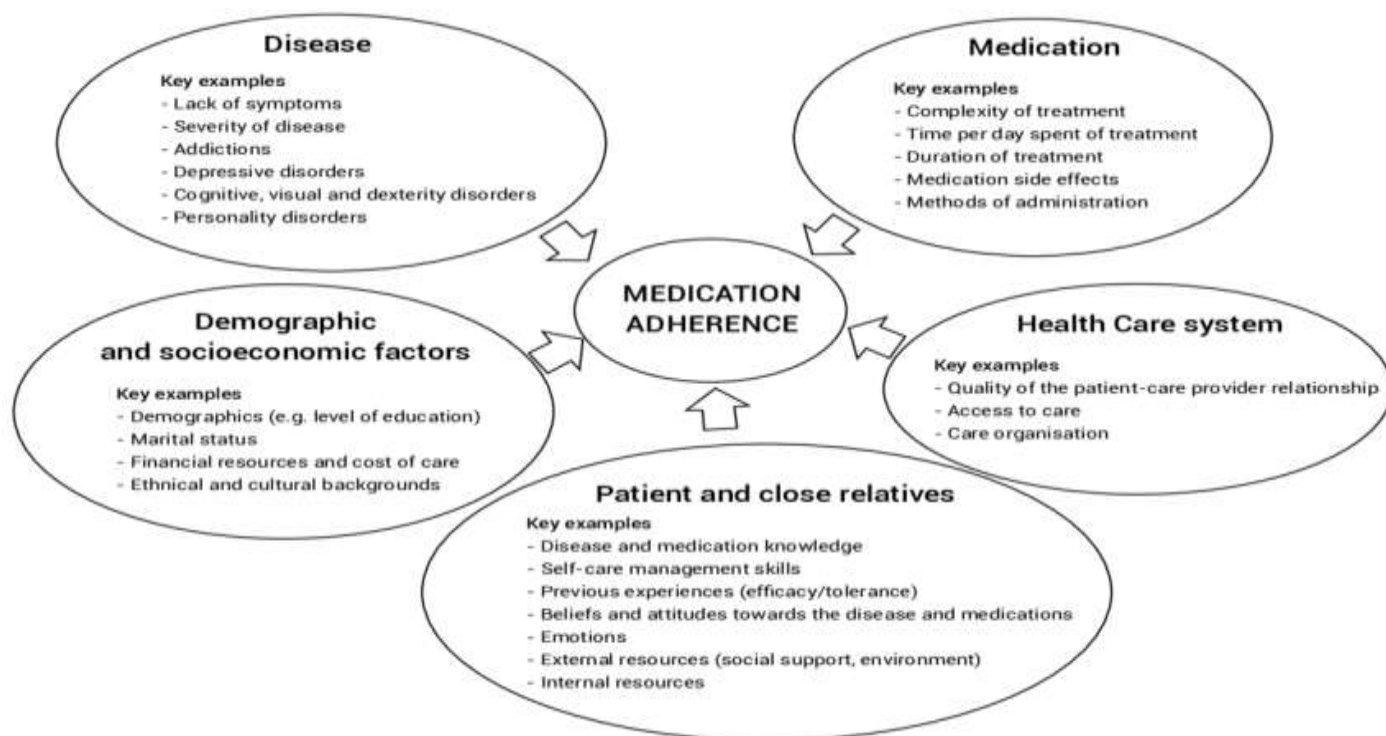 Disease
Key examples
- Lack of symptoms
- Severity of disease
- Addictions
- Depressive disorders
- Cognitive, visual and dexterity disorders
- Personality disorders
Medication
Key examples
- Complexity of treatment
- Time per day spent of treatment
- Duration of treatment
- Medication side effects
- Methods of administration
MEDICATION
ADHERENCE
Demographic
and socioeconomic factors
Key examples
- Demographics (e.g. level of education)
- Marital status
- Financial resources and cost of care
- Ethnical and cultural backgrounds
Health Care system
Key examples
- Quality of the patient-care provider relationship
- Access to care
- Care organisation
Patient and close relatives
Key examples
- Disease and medication knowledge
- Self-care management skills
- Previous experiences (efficacy/tolerance)
- Beliefs and attitudes towards the disease and medications
- Emotions
- External resources (social support, environment)
- Internal resources